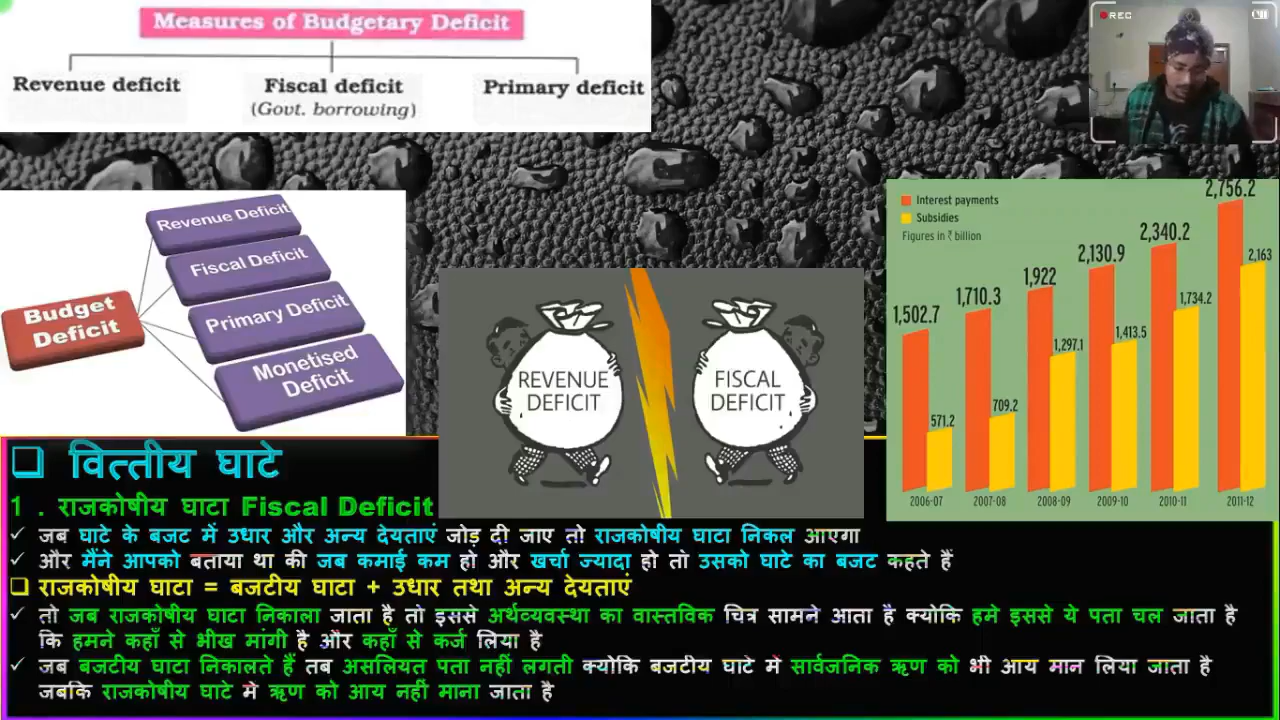 Measures of Budgetary Deficit
Revenue deficit
Fiscal deficit
(Govt. borrowing)
Primary deficit
REC
Budget Deficit
Revenue Deficit
Fiscal Deficit
Primary Deficit
Monetised
Deficit
REVENUE
DEFICIT
FISCAL
DEFICIT
Interest payments
Subsidies
Figures in ₹ billion
1,502.7
571.2
1,710.3
709.2
1,922
1,297.1
2,130.9
1,413.5
2,340.2
1,734.2
2,756.2
2,163
2006-07 2007-08 2008-09 2009-10 2010-11 2011-12
❑ वित्तीय घाटे
1 . राजकोषीय घाटा Fiscal Deficit
✓ जब घाटे के बजट में उधार और अन्य देयताएं जोड़ दी जाए तो राजकोषीय घाटा निकल आएगा
✓ और मैंने आपको बताया था की जब कमाई कम हो और खर्चा ज्यादा हो तो उसको घाटे का बजट कहते हैं
❑ राजकोषीय घाटा = बजटीय घाटा + उधार तथा अन्य देयताएं
✓ तो जब राजकोषीय घाटा निकाला जाता है तो इससे अर्थव्यवस्था का वास्तविक चित्र सामने आता है क्योकि हमे इससे ये पता चल जाता है
कि हमने कहाँ से भीख मांगी है और कहाँ से कर्ज लिया है
✓ जब बजटीय घाटा निकालते हैं तब असलियत पता नहीं लगती क्योकि बजटीय घाटे में सार्वजनिक ऋण को भी आय मान लिया जाता है
जबकि राजकोषीय घाटे में ऋण को आय नहीं माना जाता है